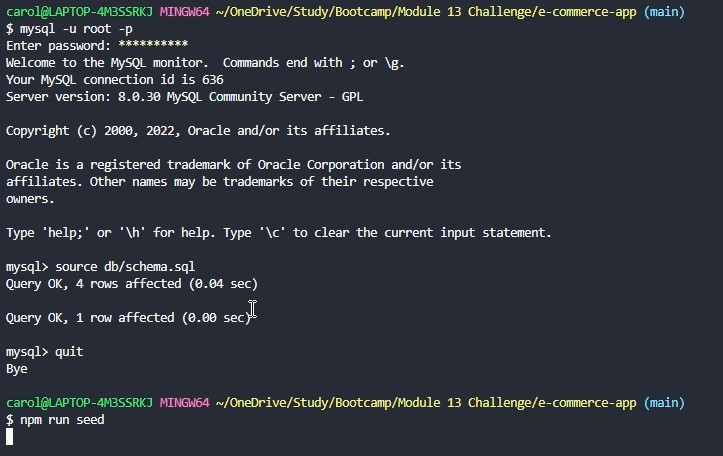 carol@LAPTOP-4M3SSRKJ MINGW64 ~/OneDrive/Study/Bootcamp/Module 13 Challenge/e-commerce-app (main)
$ mysql -u root -p
Enter password: **********
Welcome to the MySQL monitor.  Commands end with ; or \g.
Your MySQL connection id is 636
Server version: 8.0.30 MySQL Community Server - GPL

Copyright (c) 2000, 2022, Oracle and/or its affiliates.

Oracle is a registered trademark of Oracle Corporation and/or its
affiliates. Other names may be trademarks of their respective
owners.

Type 'help;' or '\h' for help. Type '\c' to clear the current input statement.

mysql> source db/schema.sql
Query OK, 4 rows affected (0.04 sec)

Query OK, 1 row affected (0.00 sec)

mysql> quit
Bye

carol@LAPTOP-4M3SSRKJ MINGW64 ~/OneDrive/Study/Bootcamp/Module 13 Challenge/e-commerce-app (main)
$ npm run seed